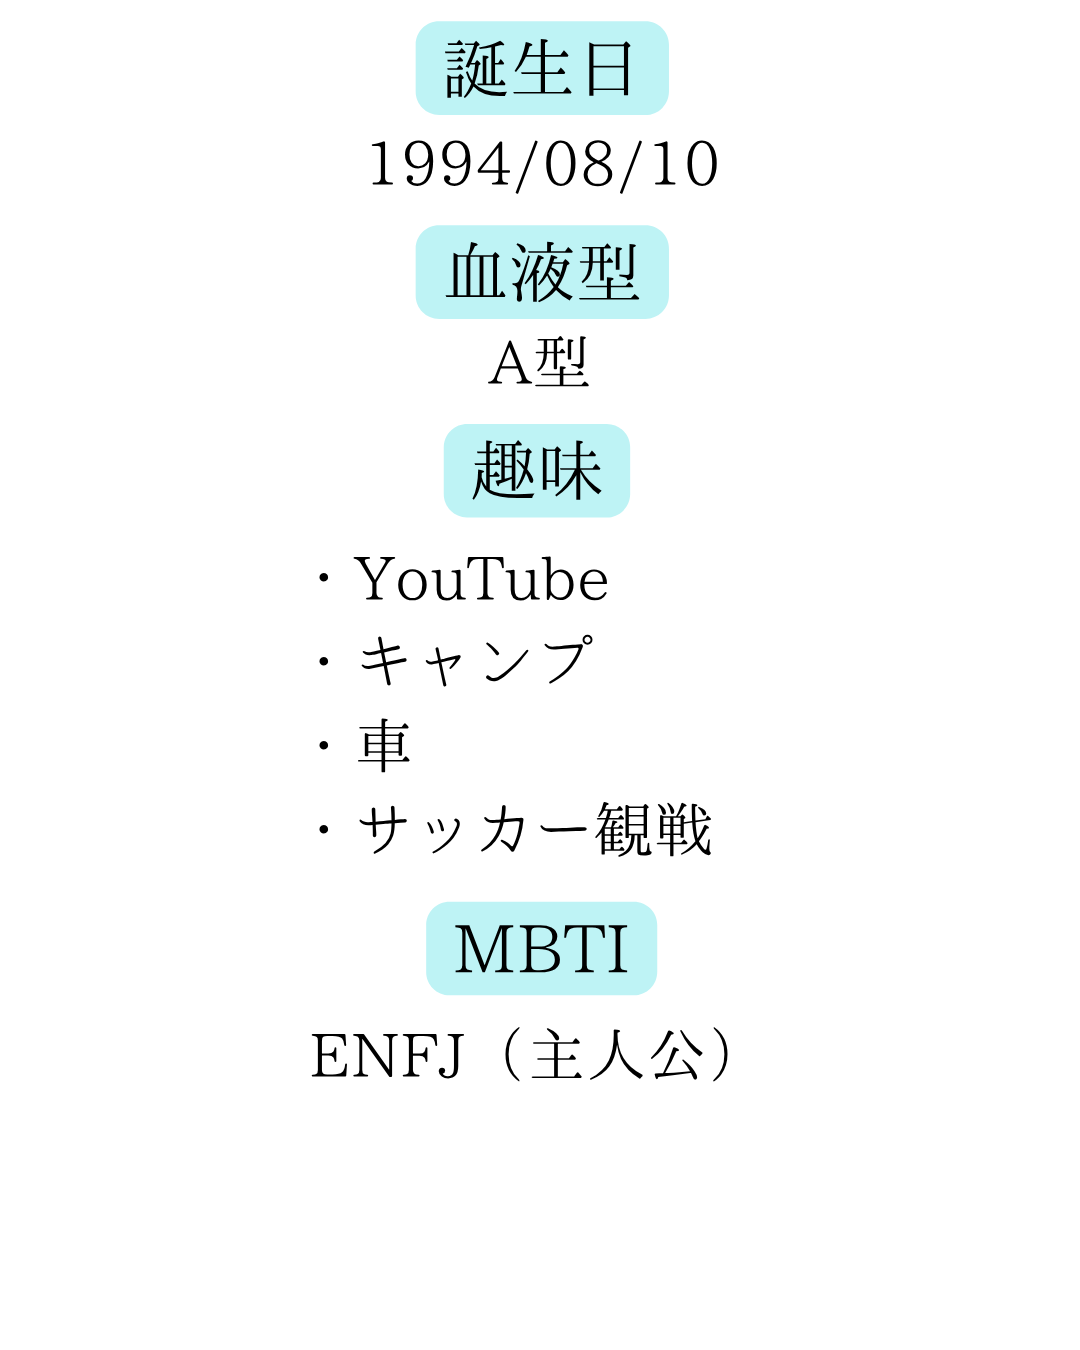 誕生日
1994/08/10
血液型
A型
趣味
・YouTube
・キャンプ
・車
・サッカー観戦
MBTI
ENFJ（主人公）